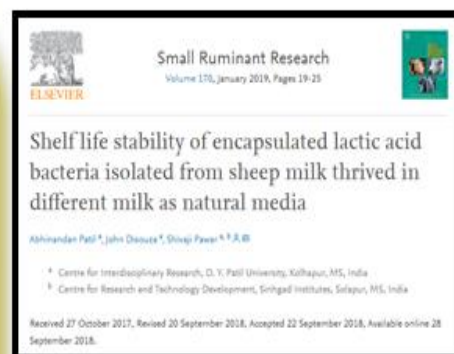 Small Ruminant Research
Volume 170, January 2019, Pages 19-25
ELSEVIER
Shelf life stability of encapsulated lactic acid
bacteria isolated from sheep milk thrived in
different milk as natural media
Abhinandan Patil ᵃ, John Disouza ᵃ, Shivaji Pawar ᵃ, ᵇ
ᵃ Centre for Interdisciplinary Research, D. Y. Patil University, Kolhapur, MS, India
ᵇ Centre for Research and Technology Development, Sinhgad Institutes, Solapur, MS, India
Received 27 October 2017, Revised 20 September 2018, Accepted 22 September 2018, Available online 28
September 2018.